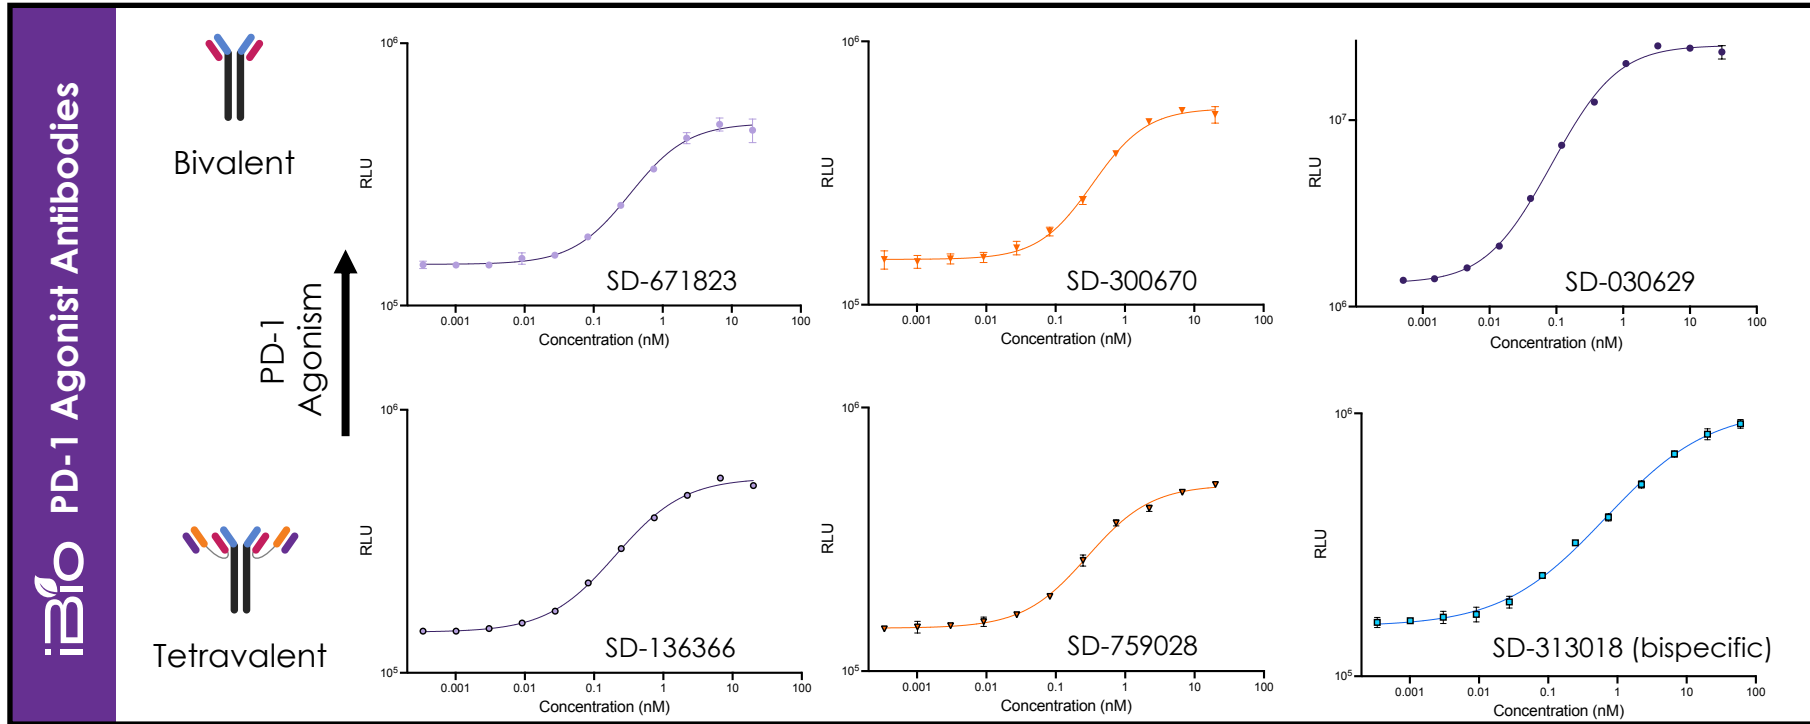 iBio PD-1 Agonist Antibodies
Bivalent
PD-1
Agonism
Tetravalent
10⁶
RLU
10⁵
SD-671823
0.001 0.01 0.1 1 10 100
Concentration (nM)
10⁶
RLU
10⁵
SD-300670
0.001 0.01 0.1 1 10 100
Concentration (nM)
10⁷
RLU
10⁶
SD-030629
0.001 0.01 0.1 1 10 100
Concentration (nM)
10⁶
RLU
10⁵
SD-136366
0.001 0.01 0.1 1 10 100
Concentration (nM)
10⁶
RLU
10⁵
SD-759028
0.001 0.01 0.1 1 10 100
Concentration (nM)
10⁶
RLU
10⁵
SD-313018 (bispecific)
0.001 0.01 0.1 1 10 100
Concentration (nM)